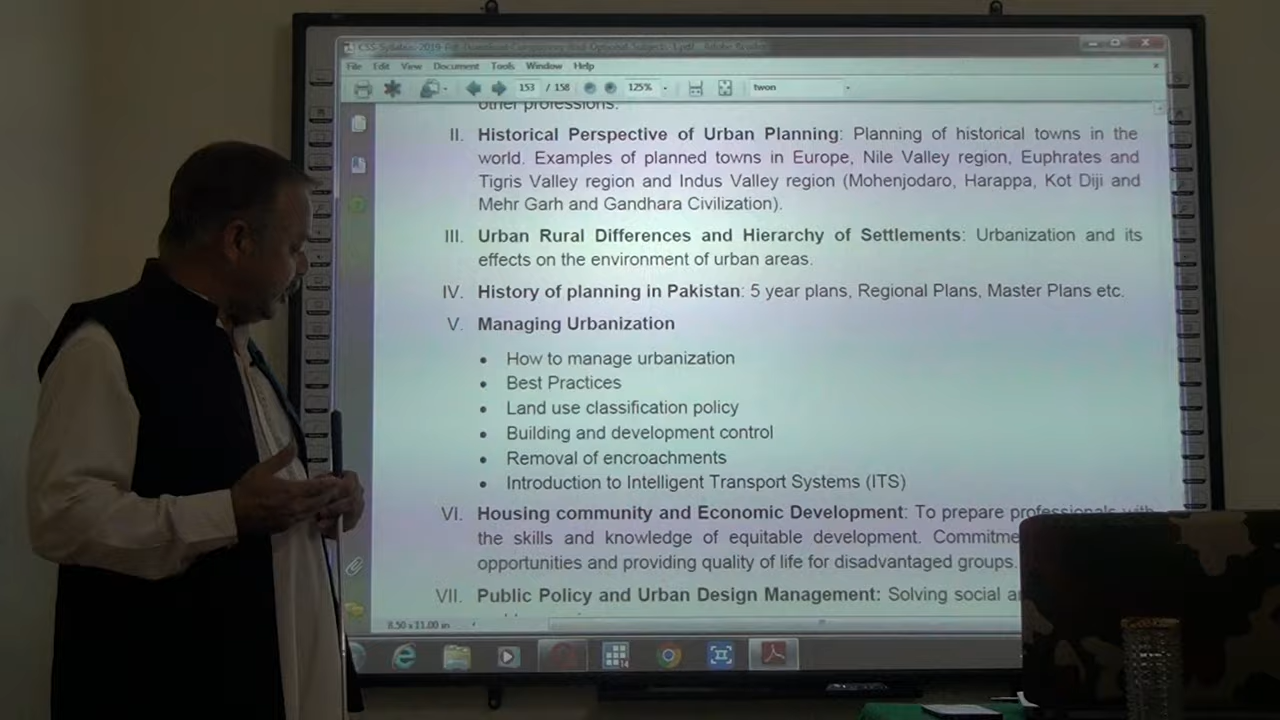 CSS-Syllabus-2019
Adobe Reader
File Edit View Document Tools Window Help
153 / 158 125% twon
other professions.
II. Historical Perspective of Urban Planning: Planning of historical towns in the
world. Examples of planned towns in Europe, Nile Valley region, Euphrates and
Tigris Valley region and Indus Valley region (Mohenjodaro, Harappa, Kot Diji and
Mehr Garh and Gandhara Civilization).
III. Urban Rural Differences and Hierarchy of Settlements: Urbanization and its
effects on the environment of urban areas.
IV. History of planning in Pakistan: 5 year plans, Regional Plans, Master Plans etc.
V. Managing Urbanization
• How to manage urbanization
• Best Practices
• Land use classification policy
• Building and development control
• Removal of encroachments
• Introduction to Intelligent Transport Systems (ITS)
VI. Housing community and Economic Development: To prepare professionals with
the skills and knowledge of equitable development. Commitme
opportunities and providing quality of life for disadvantaged groups.
VII. Public Policy and Urban Design Management: Solving social a
8.50 x 11.00 in
14